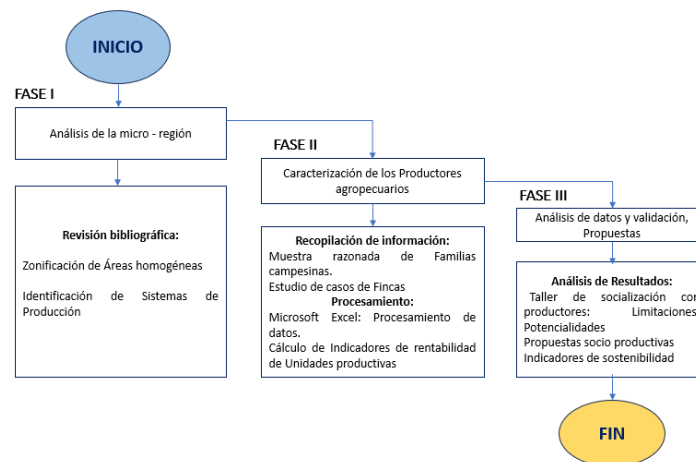 INICIO
FASE I
Análisis de la micro - región
Revisión bibliográfica:
Zonificación de Áreas homogéneas
Identificación de Sistemas de
Producción
FASE II
Caracterización de los Productores
agropecuarios
Recopilación de información:
Muestra razonada de Familias
campesinas.
Estudio de casos de Fincas
Procesamiento:
Microsoft Excel: Procesamiento de
datos.
Cálculo de Indicadores de rentabilidad
de Unidades productivas
FASE III
Análisis de datos y validación,
Propuestas
Análisis de Resultados:
Taller de socialización con
productores: Limitaciones
Potencialidades
Propuestas socio productivas
Indicadores de sostenibilidad
FIN